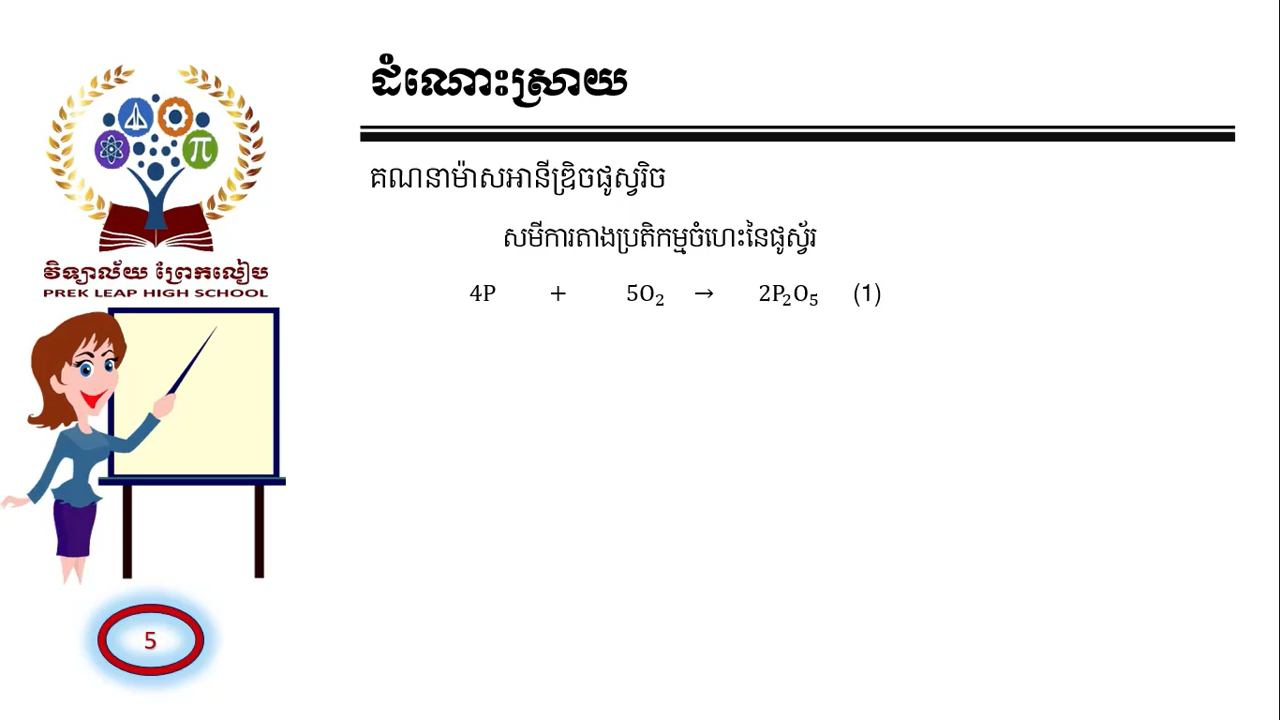 ដំណោះស្រាយ
គណនាម៉ាសអានីឌ្រិចផូស្វរិច
សមីការតាងប្រតិកម្មចំហេះនៃផូស្វ័រ
4P + 5O₂ → 2P₂O₅ (1)
វិទ្យាល័យ ព្រែកលៀប
PREK LEAP HIGH SCHOOL
π
5